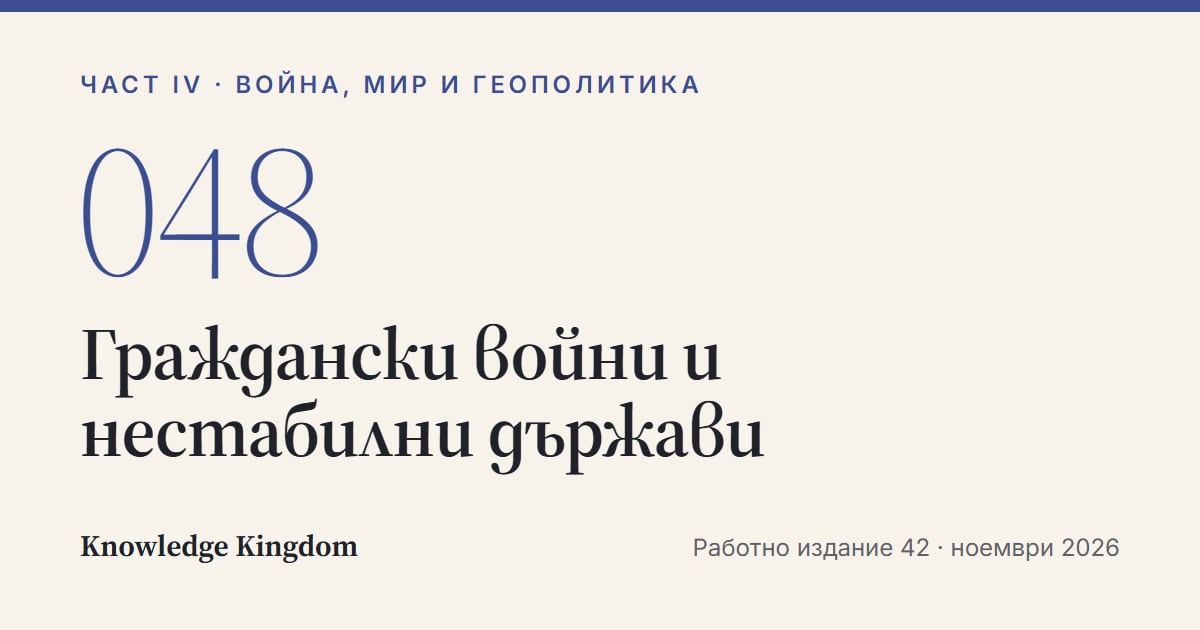 ЧАСТ IV · ВОЙНА, МИР И ГЕОПОЛИТИКА
048
Граждански войни и
нестабилни държави
Knowledge Kingdom
Работно издание 42 · ноември 2026